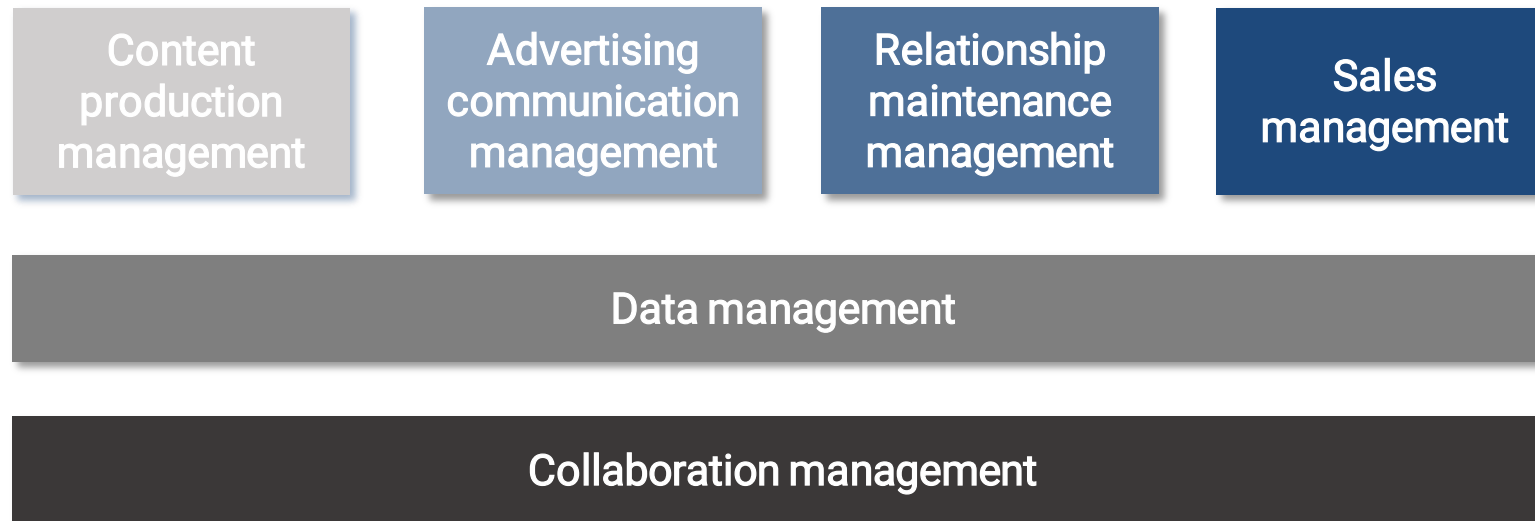 Content
production
management
Advertising
communication
management
Relationship
maintenance
management
Sales
management
Data management
Collaboration management